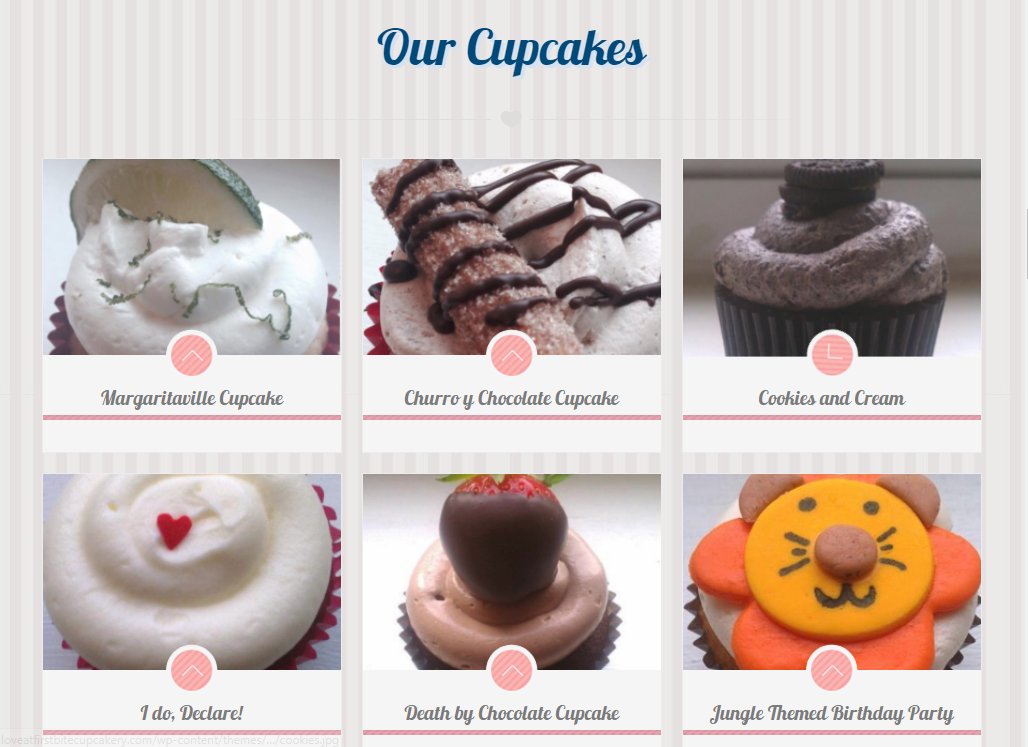 Our Cupcakes
Margaritaville Cupcake
Churro y Chocolate Cupcake
Cookies and Cream
I do, Declare!
Death by Chocolate Cupcake
Jungle Themed Birthday Party
loveatfirstbitecupcakery.com/wp-content/themes/.../cookies.jpg